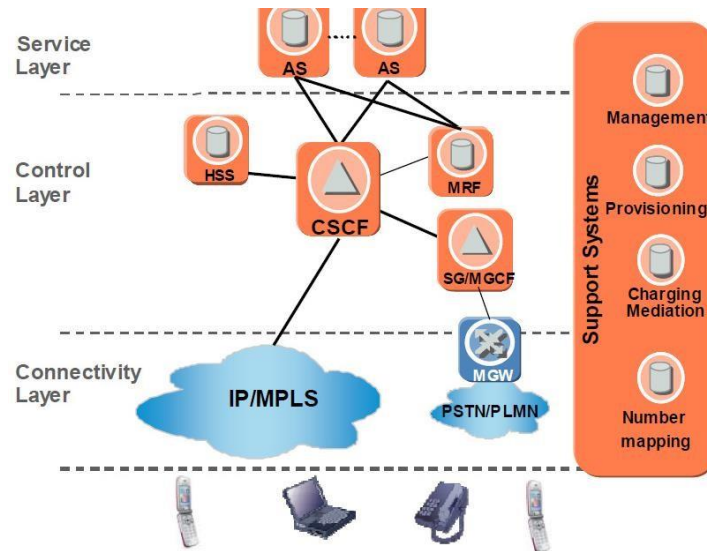 Service
Layer
AS
AS
Control
Layer
HSS
CSCF
MRF
SG/MGCF
Connectivity
Layer
IP/MPLS
MGW
PSTN/PLMN
Support Systems
Management
Provisioning
Charging
Mediation
Number
mapping